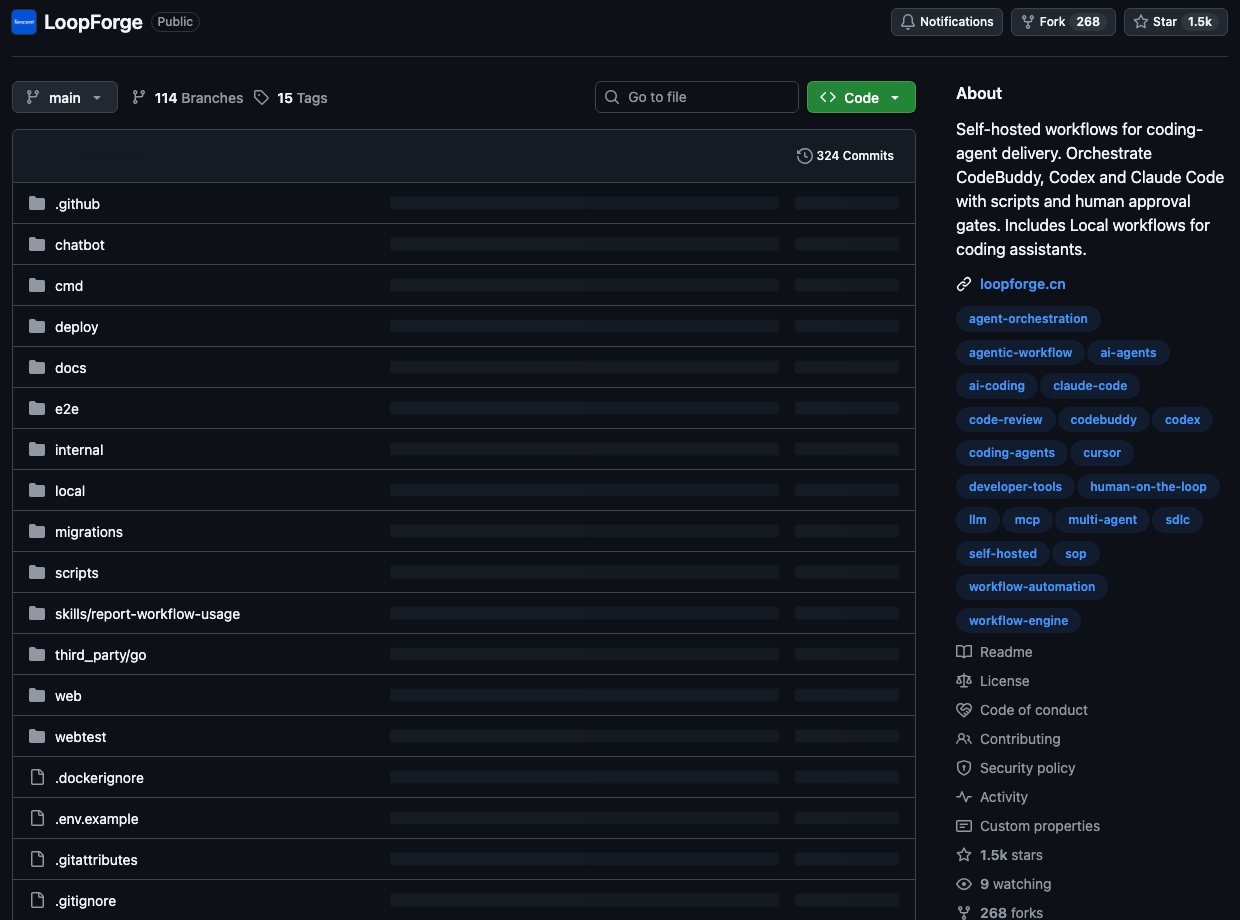 LoopForge Public Notifications Fork 268 Star 1.5k
main 114 Branches 15 Tags Go to file Code
324 Commits
.github
chatbot
cmd
deploy
docs
e2e
internal
local
migrations
scripts
skills/report-workflow-usage
third_party/go
web
webtest
.dockerignore
.env.example
.gitattributes
.gitignore
About
Self-hosted workflows for coding-
agent delivery. Orchestrate
CodeBuddy, Codex and Claude Code
with scripts and human approval
gates. Includes Local workflows for
coding assistants.
loopforge.cn
agent-orchestration
agentic-workflow ai-agents
ai-coding claude-code
code-review codebuddy codex
coding-agents cursor
developer-tools human-on-the-loop
llm mcp multi-agent sdlc
self-hosted sop
workflow-automation
workflow-engine
Readme
License
Code of conduct
Contributing
Security policy
Activity
Custom properties
1.5k stars
9 watching
268 forks